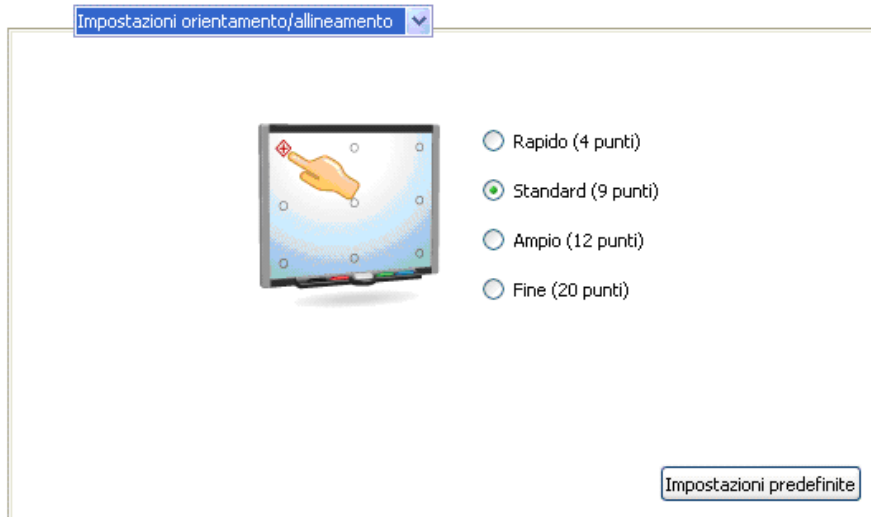 Impostazioni orientamento/allineamento
Rapido (4 punti)
Standard (9 punti)
Ampio (12 punti)
Fine (20 punti)
Impostazioni predefinite